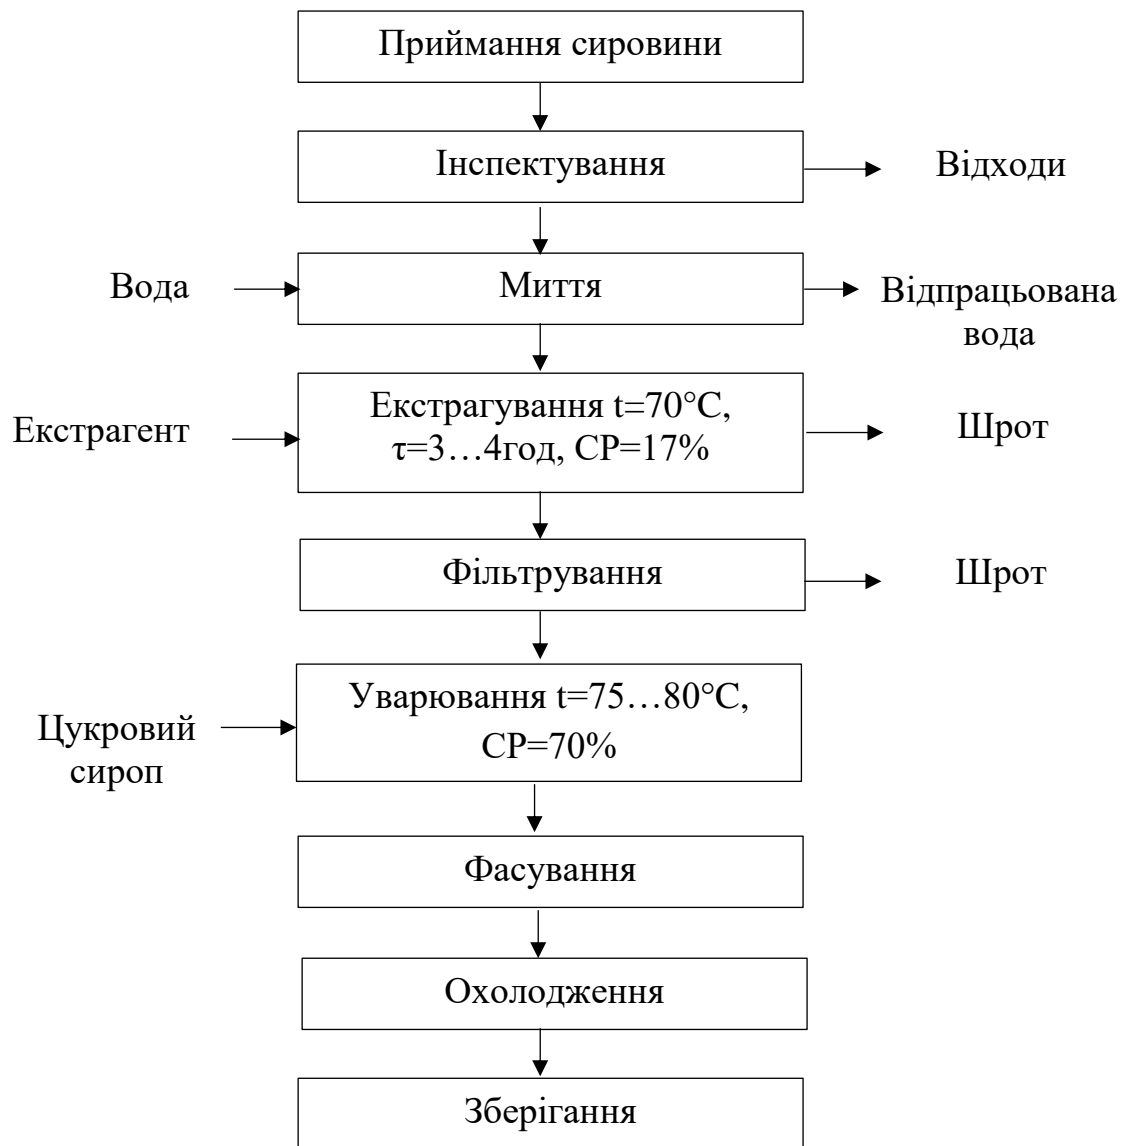 Приймання сировини
Інспектування
Відходи
Вода
Миття
Відпрацьована
вода
Екстрагент
Екстрагування t=70°С,
τ=3…4год, СР=17%
Шрот
Фільтрування
Шрот
Цукровий
сироп
Уварювання t=75…80°С,
СР=70%
Фасування
Охолодження
Зберігання